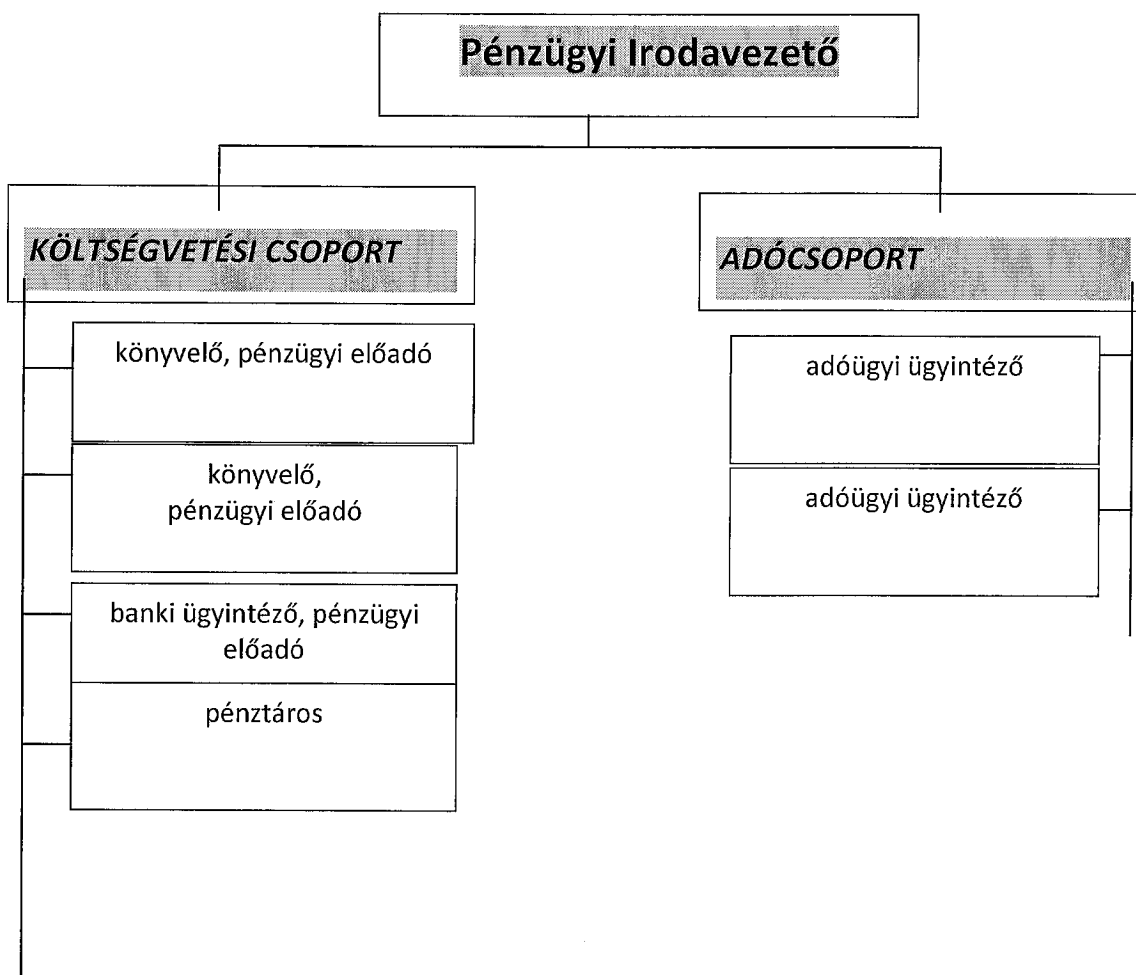 Pénzügyi Irodavezető
KÖLTSÉGVETÉSI CSOPORT
könyvelő, pénzügyi előadó
könyvelő,
pénzügyi előadó
banki ügyintéző, pénzügyi
előadó
pénztáros
ADÓCSOPORT
adóügyi ügyintéző
adóügyi ügyintéző